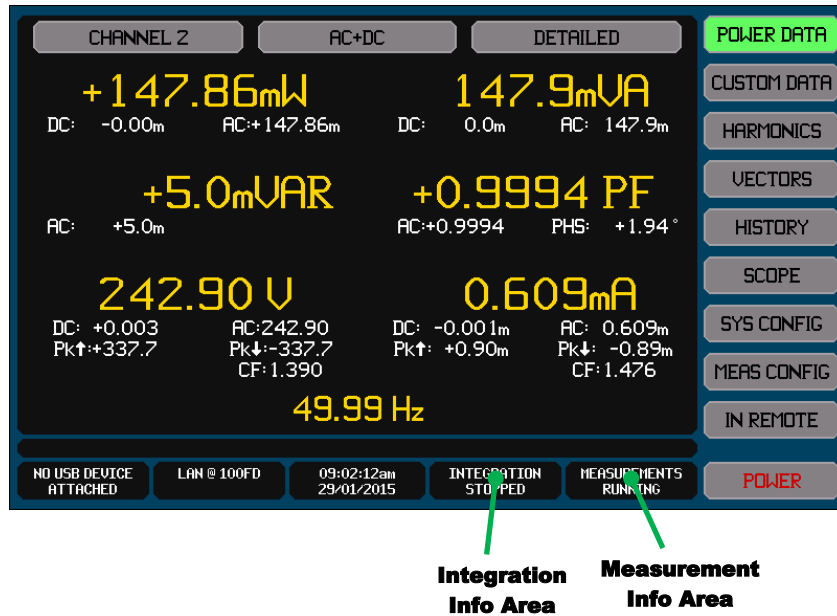 CHANNEL 2 AC+DC DETAILED POWER DATA
+147.86mW 147.9mVA CUSTOM DATA
DC: -0.00m AC:+147.86m DC: 0.0m AC: 147.9m HARMONICS
VECTORS
+5.0mVAR +0.9994 PF
AC: +5.0m AC:+0.9994 PHS: +1.94° HISTORY
SCOPE
242.90 V 0.609mA
DC: +0.003 AC:242.90 DC: -0.001m AC: 0.609m SYS CONFIG
Pk↑:+337.7 Pk↓:-337.7 Pk↑: +0.90m Pk↓: -0.89m
CF:1.390 CF:1.476 MEAS CONFIG
49.99 Hz IN REMOTE
NO USB DEVICE LAN @ 100FD 09:02:12am INTEGRATION MEASUREMENTS
ATTACHED 29/01/2015 STOPPED RUNNING POWER
Integration Measurement
Info Area Info Area